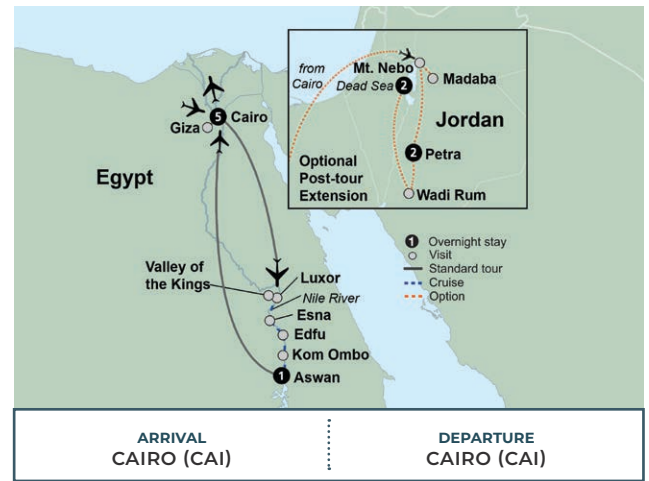 from
Cairo
Mt. Nebo
Dead Sea
2
Madaba
Jordan
2
Petra
Optional
Post-tour
Extension
Wadi Rum
5
Cairo
Giza
Egypt
1
Overnight stay
Visit
Standard tour
Cruise
Option
Valley of
the Kings
Luxor
Nile River
Esna
Edfu
Kom Ombo
1
Aswan
ARRIVAL
CAIRO (CAI)
DEPARTURE
CAIRO (CAI)